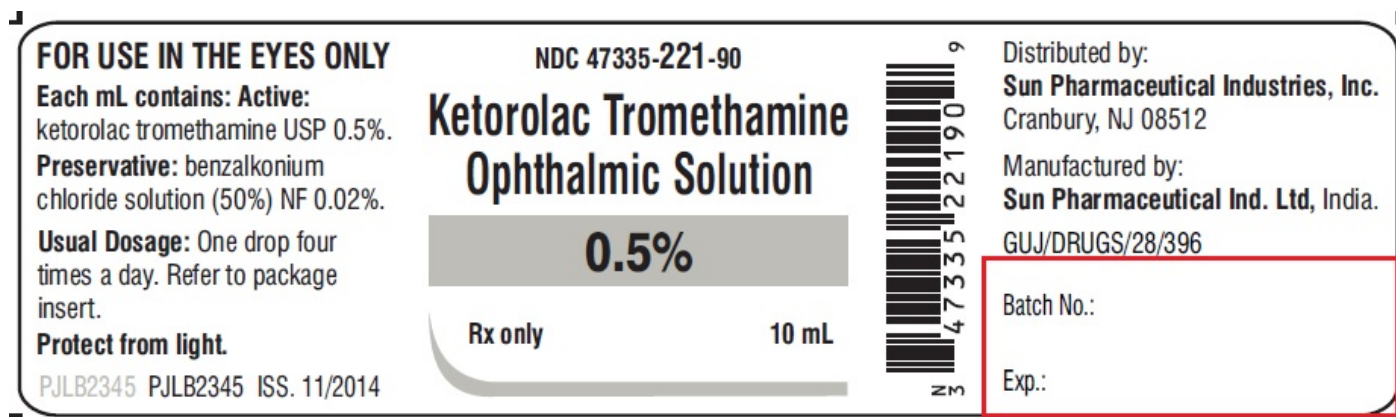 FOR USE IN THE EYES ONLY
Each mL contains: Active:
ketorolac tromethamine USP 0.5%.
Preservative: benzalkonium
chloride solution (50%) NF 0.02%.
Usual Dosage: One drop four
times a day. Refer to package
insert.
Protect from light.
PJLB2345 PJLB2345 ISS. 11/2014
NDC 47335-221-90
Ketorolac Tromethamine
Ophthalmic Solution
0.5%
Rx only 10 mL
N3 47335 22190 9
Distributed by:
Sun Pharmaceutical Industries, Inc.
Cranbury, NJ 08512
Manufactured by:
Sun Pharmaceutical Ind. Ltd, India.
GUJ/DRUGS/28/396
Batch No.:
Exp.: